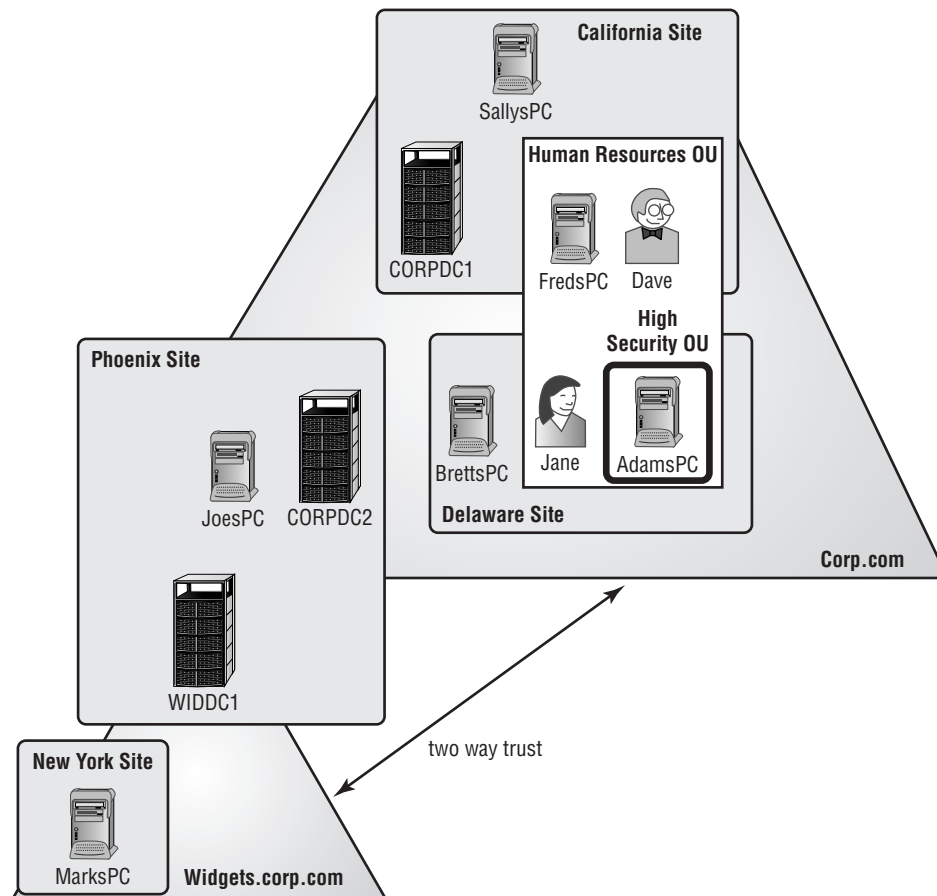 California Site
SallysPC
Human Resources OU
CORPDC1
FredsPC
Dave
High
Security OU
Phoenix Site
JoesPC
CORPDC2
BrettsPC
Jane
AdamsPC
Delaware Site
Corp.com
WIDDC1
two way trust
New York Site
MarksPC
Widgets.corp.com